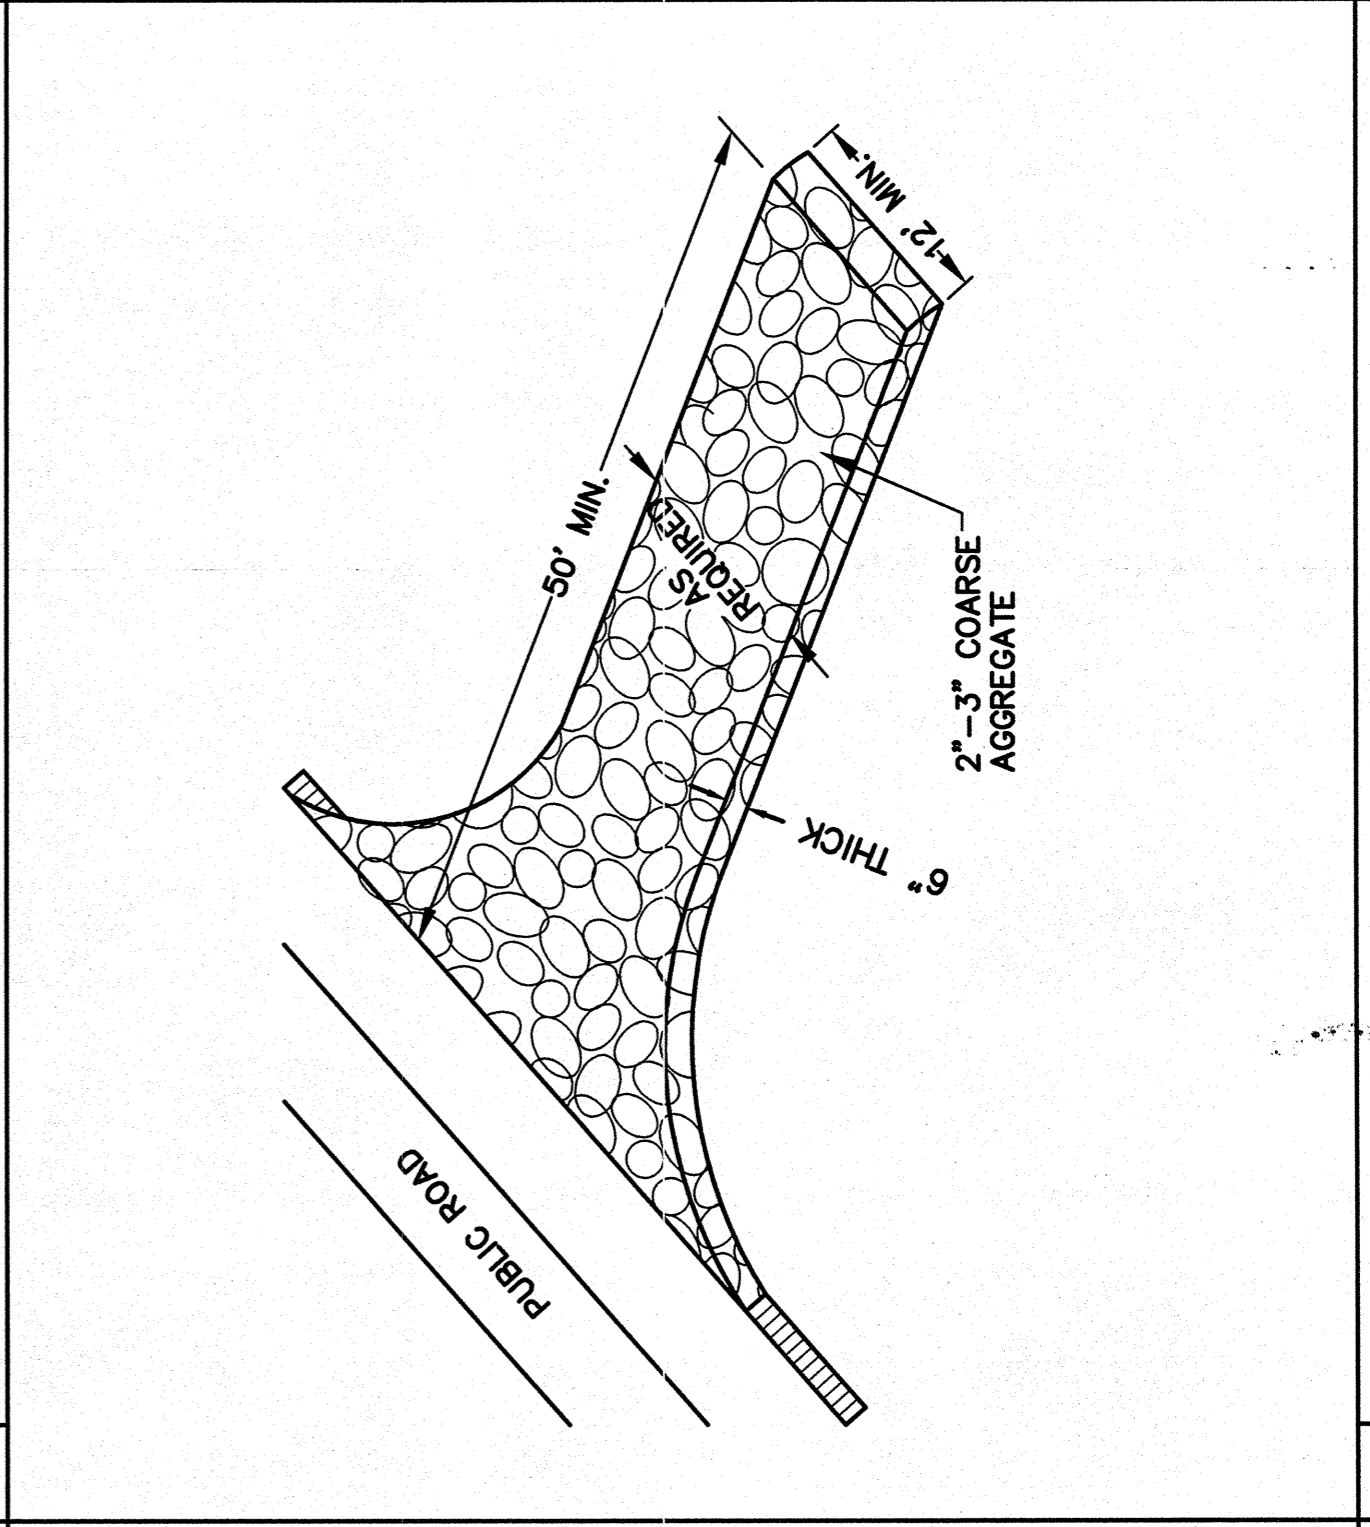 12' MIN.
50' MIN.
AS
REQUIRED
2"-3" COARSE
AGGREGATE
6" THICK
PUBLIC ROAD